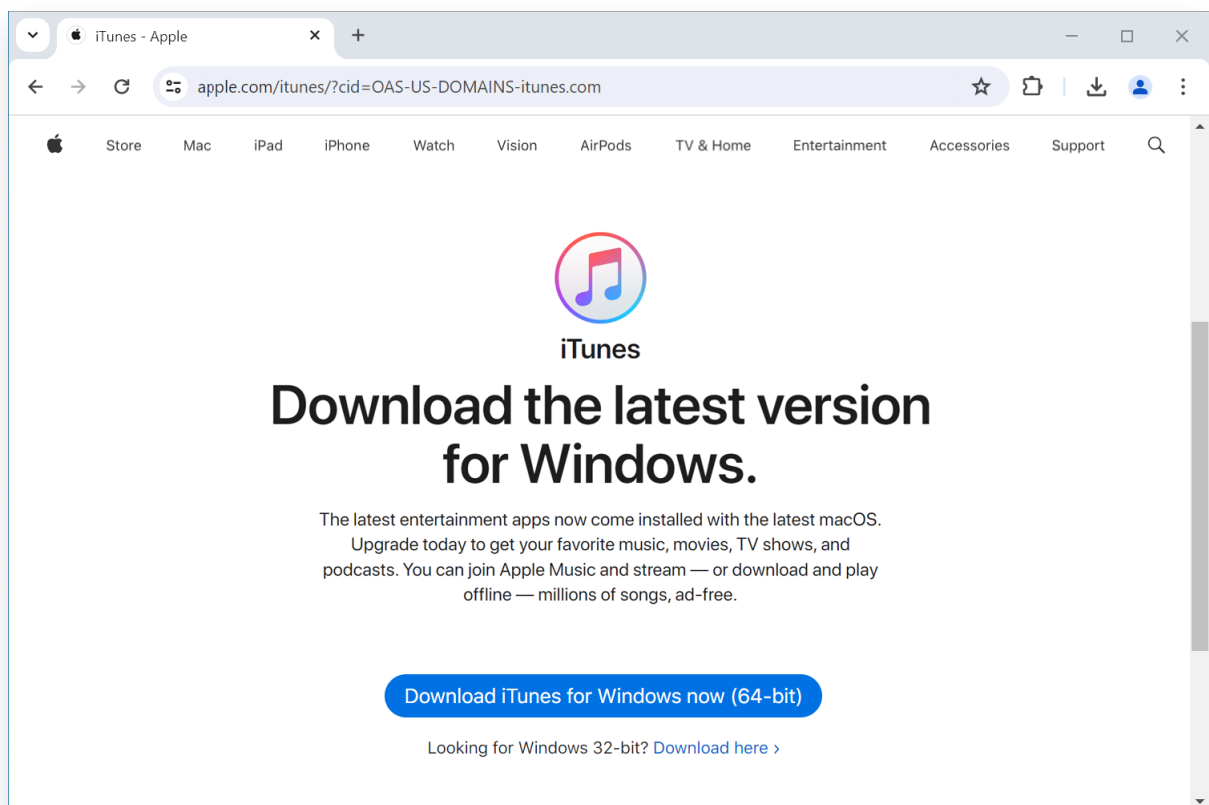 iTunes - Apple
apple.com/itunes/?cid=OAS-US-DOMAINS-itunes.com
Store Mac iPad iPhone Watch Vision AirPods TV & Home Entertainment Accessories Support
iTunes
Download the latest version
for Windows.
The latest entertainment apps now come installed with the latest macOS.
Upgrade today to get your favorite music, movies, TV shows, and
podcasts. You can join Apple Music and stream — or download and play
offline — millions of songs, ad-free.
Download iTunes for Windows now (64-bit)
Looking for Windows 32-bit? Download here ›